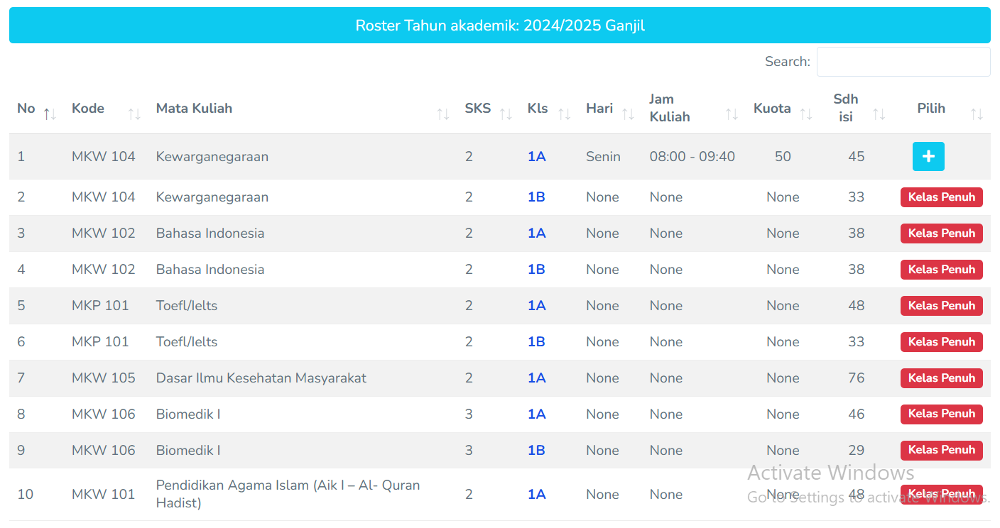 Roster Tahun akademik: 2024/2025 Ganjil
Search:
No Kode Mata Kuliah SKS Kls Hari Jam Kuliah Kuota Sdh isi Pilih
1 MKW 104 Kewarganegaraan 2 1A Senin 08:00 - 09:40 50 45 +
2 MKW 104 Kewarganegaraan 2 1B None None None 33 Kelas Penuh
3 MKW 102 Bahasa Indonesia 2 1A None None None 38 Kelas Penuh
4 MKW 102 Bahasa Indonesia 2 1B None None None 38 Kelas Penuh
5 MKP 101 Toefl/Ielts 2 1A None None None 48 Kelas Penuh
6 MKP 101 Toefl/Ielts 2 1B None None None 33 Kelas Penuh
7 MKW 105 Dasar Ilmu Kesehatan Masyarakat 2 1A None None None 76 Kelas Penuh
8 MKW 106 Biomedik I 3 1A None None None 46 Kelas Penuh
9 MKW 106 Biomedik I 3 1B None None None 29 Kelas Penuh
10 MKW 101 Pendidikan Agama Islam (Aik I – Al- Quran Hadist) 2 1A None None None 48 Kelas Penuh
Activate Windows
Go to Settings to activate Windows.